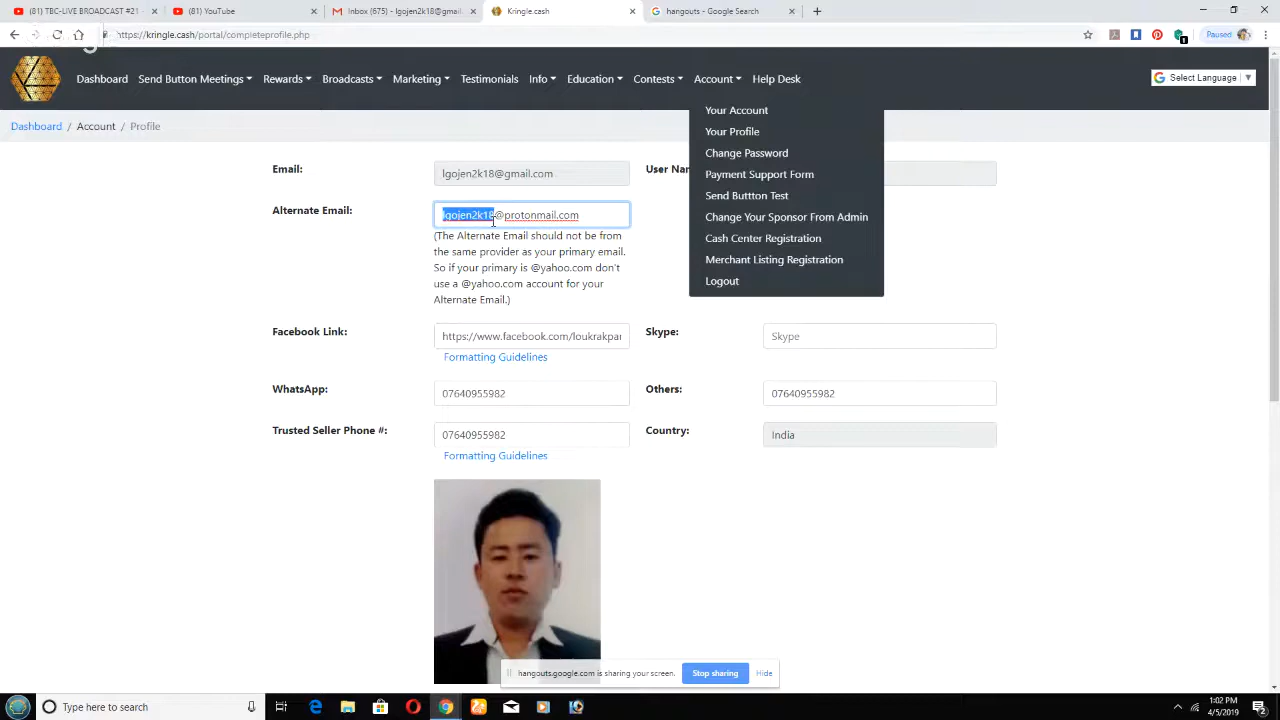 (81) TBC-LIVE BROADCAST #21 -
(81) YouTube
Inbox (675) - lgojen2k18@gmail.c
Kringle.cash
hangouts - Google Search
https://kringle.cash/portal/completeprofile.php
1
Paused
Dashboard Send Button Meetings Rewards Broadcasts Marketing Testimonials Info Education Contests Account Help Desk
Select Language
Your Account
Your Profile
Change Password
Payment Support Form
Send Buttton Test
Change Your Sponsor From Admin
Cash Center Registration
Merchant Listing Registration
Logout
Dashboard / Account / Profile
Email:
lgojen2k18@gmail.com
User Nar
Alternate Email:
lgojen2k18@protonmail.com
(The Alternate Email should not be from
the same provider as your primary email.
So if your primary is @yahoo.com don't
use a @yahoo.com account for your
Alternate Email.)
Facebook Link:
https://www.facebook.com/loukrakpar
Skype:
Skype
Formatting Guidelines
WhatsApp:
07640955982
Others:
07640955982
Trusted Seller Phone #:
07640955982
Country:
India
Formatting Guidelines
hangouts.google.com is sharing your screen.
Stop sharing
Hide
Type here to search
1:02 PM
4/5/2019
2